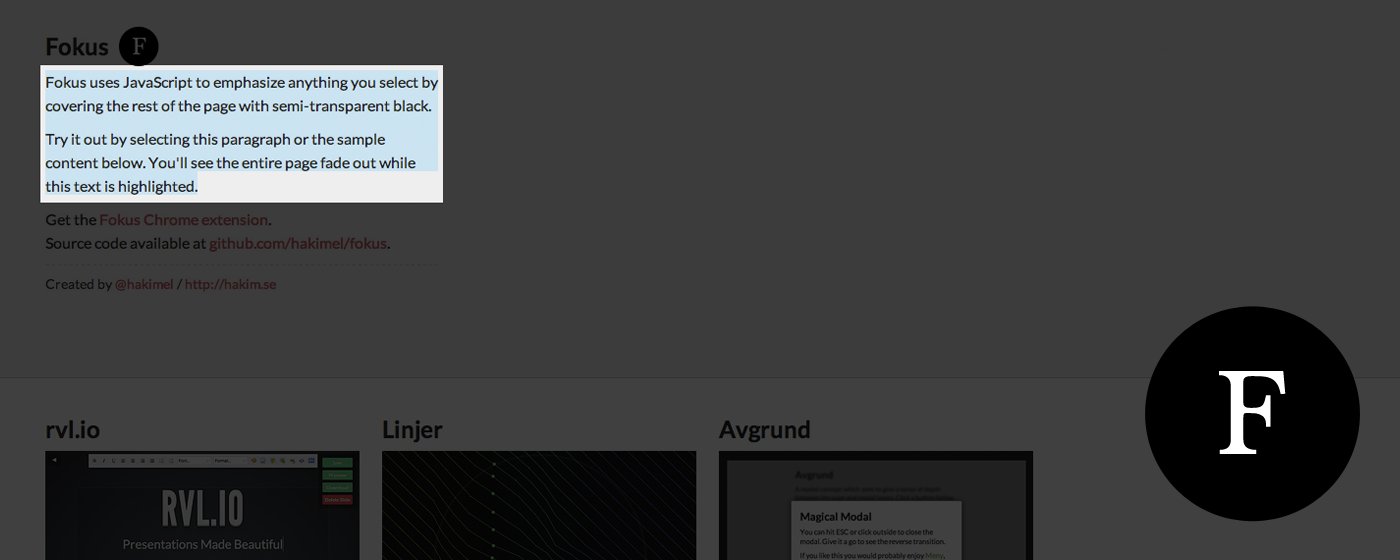 Fokus F
Fokus uses JavaScript to emphasize anything you select by
covering the rest of the page with semi-transparent black.
Try it out by selecting this paragraph or the sample
content below. You'll see the entire page fade out while
this text is highlighted.
Get the Fokus Chrome extension.
Source code available at github.com/hakimel/fokus.
Created by @hakimel / http://hakim.se
F
rvl.io
Linjer
Avgrund
RVL.IO
Presentations Made Beautiful
Avgrund
Magical Modal
You can hit ESC or click outside to close the
modal. Give it a go to see the reverse transition.
If you like this you would probably enjoy Meny,